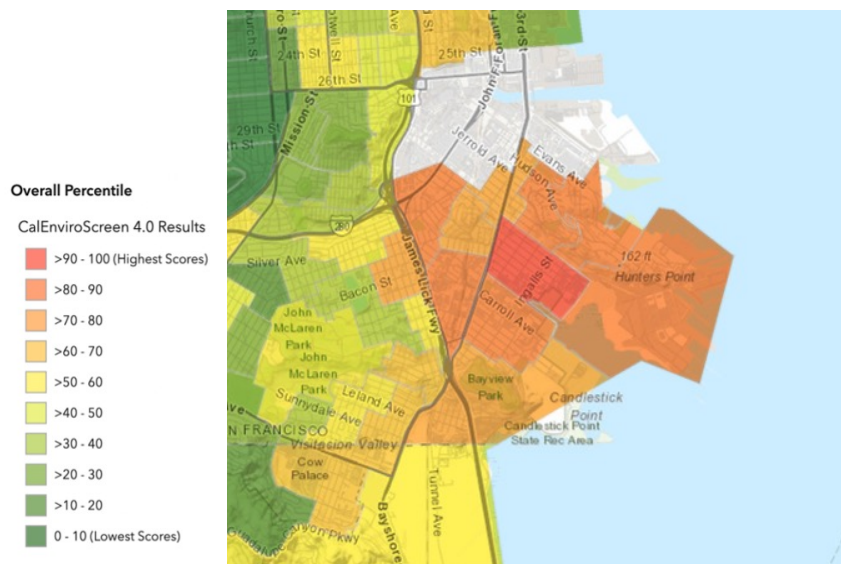 Overall Percentile
CalEnviroScreen 4.0 Results
>90 - 100 (Highest Scores)
>80 - 90
>70 - 80
>60 - 70
>50 - 60
>40 - 50
>30 - 40
>20 - 30
>10 - 20
0 - 10 (Lowest Scores)
Ave
24th St
25th St
26th St
3rd St
101
Mission St
29th St
Jerrold Ave
Evans Ave
Hudson Ave
280
Silver Ave
James Lick Fwy
Ingalls St
162 ft
Hunters Point
Bacon St
Carroll Ave
John
McLaren
Park
John
McLaren
Park
Leland Ave
Sunnydale Ave
Bayview
Park
Candlestick
Point
Candlestick Point
State Rec Area
N FRANCISCO
Visitacion Valley
Cow
Palace
Tunnel Ave
Bayshore